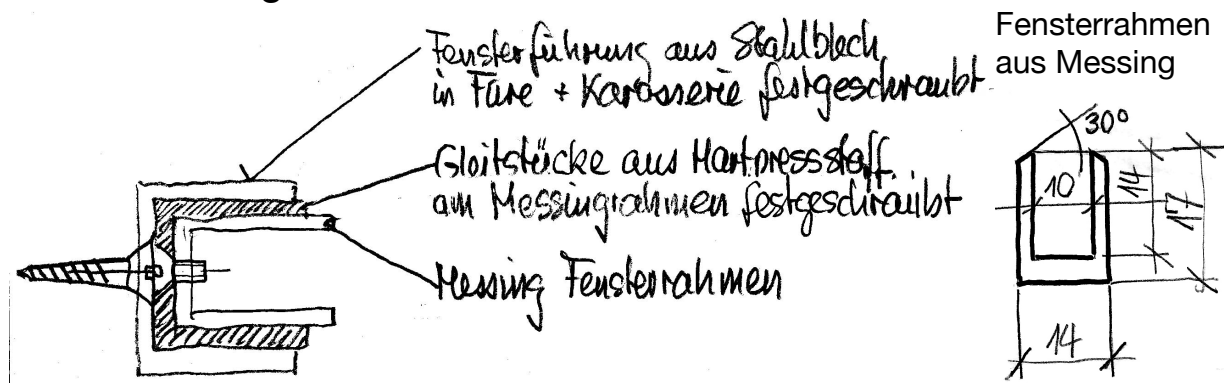 Fensterführung aus Stahlblech
in Türe + Karosserie festgeschraubt
Gleitstücke aus Hartpressstoff
am Messingrahmen festgeschraubt
Messing Fensterrahmen
Fensterrahmen
aus Messing
30°
10
14
17
14